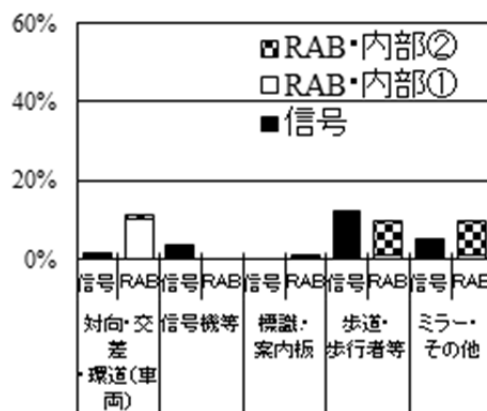 60%
40%
20%
0%
RAB・内部②
RAB・内部①
信号
信号 RAB 信号 RAB 信号 RAB 信号 RAB 信号 RAB
対向・交
差
・環道(車
両)
信号機等
標識・
案内板
歩道・
歩行者等
ミラー・
その他